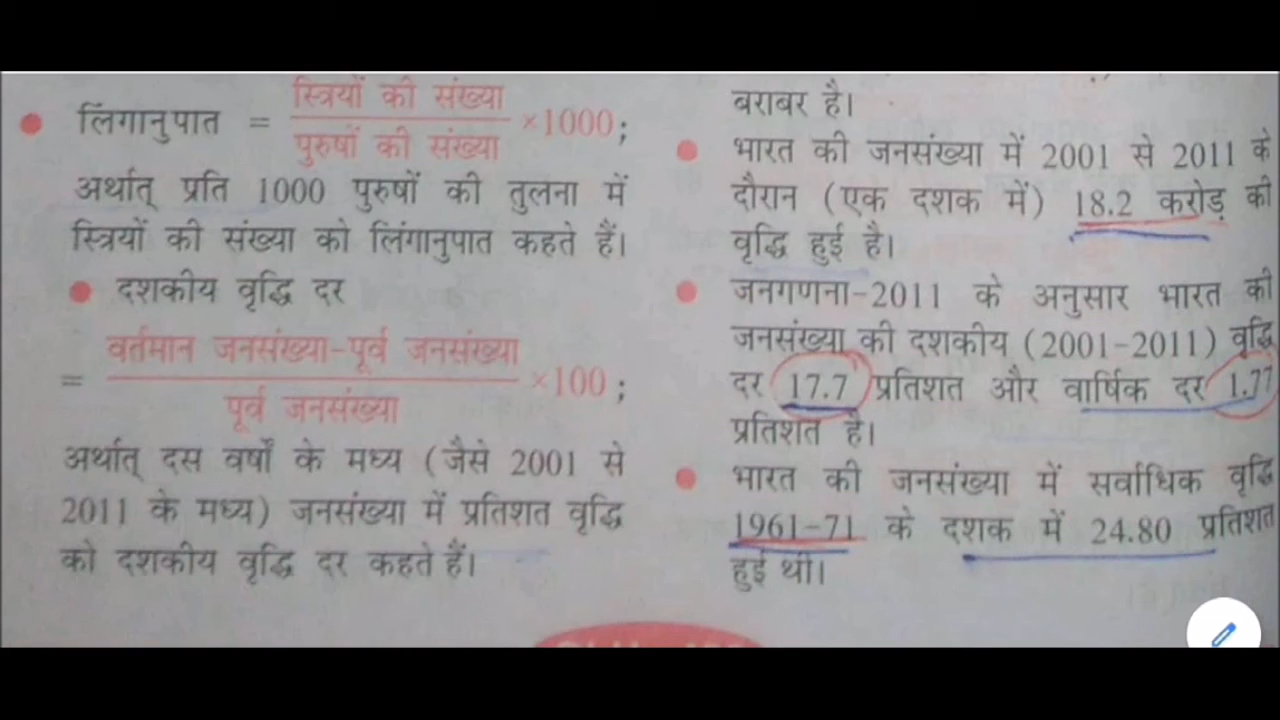 स्त्रियों की संख्या
लिंगानुपात = ×1000;
पुरुषों की संख्या
अर्थात् प्रति 1000 पुरुषों की तुलना में
स्त्रियों की संख्या को लिंगानुपात कहते हैं।
दशकीय वृद्धि दर
वर्तमान जनसंख्या-पूर्व जनसंख्या
= ×100;
पूर्व जनसंख्या
अर्थात् दस वर्षों के मध्य (जैसे 2001 से
2011 के मध्य) जनसंख्या में प्रतिशत वृद्धि
को दशकीय वृद्धि दर कहते हैं।
बराबर है।
भारत की जनसंख्या में 2001 से 2011 के
दौरान (एक दशक में) 18.2 करोड़ की
वृद्धि हुई है।
जनगणना-2011 के अनुसार भारत की
जनसंख्या की दशकीय (2001-2011) वृद्धि
दर 17.7 प्रतिशत और वार्षिक दर 1.77
प्रतिशत है।
भारत की जनसंख्या में सर्वाधिक वृद्धि
1961-71 के दशक में 24.80 प्रतिशत
हुई थी।